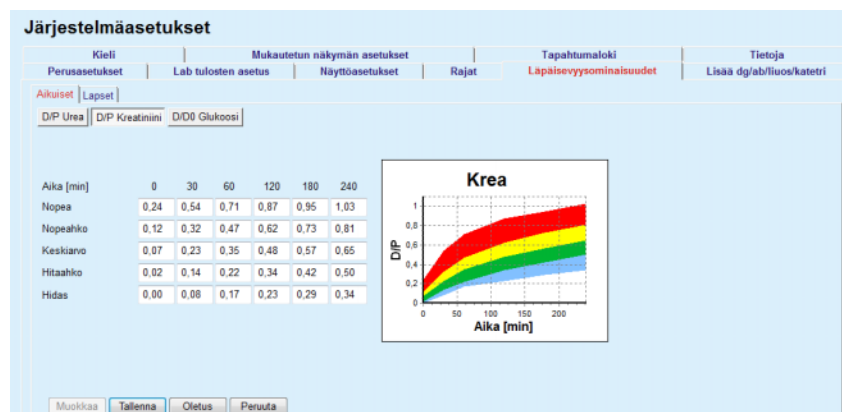 Järjestelmäasetukset
Kieli Mukautetun näkymän asetukset Tapahtumaloki Tietoja
Perusasetukset Lab tulosten asetus Näyttöasetukset Rajat Läpäisevyysominaisuudet Lisää dg/ab/liuos/katetri
Aikuiset Lapset
D/P Urea D/P Kreatiniini D/D0 Glukoosi
Aika [min] 0 30 60 120 180 240
Nopea 0,24 0,54 0,71 0,87 0,95 1,03
Nopeahko 0,12 0,32 0,47 0,62 0,73 0,81
Keskiarvo 0,07 0,23 0,35 0,48 0,57 0,65
Hitaahko 0,02 0,14 0,22 0,34 0,42 0,50
Hidas 0,00 0,08 0,17 0,23 0,29 0,34
Krea
D/P
1
0,8
0,6
0,4
0,2
0
0 50 100 150 200
Aika [min]
Muokkaa Tallenna Oletus Peruuta